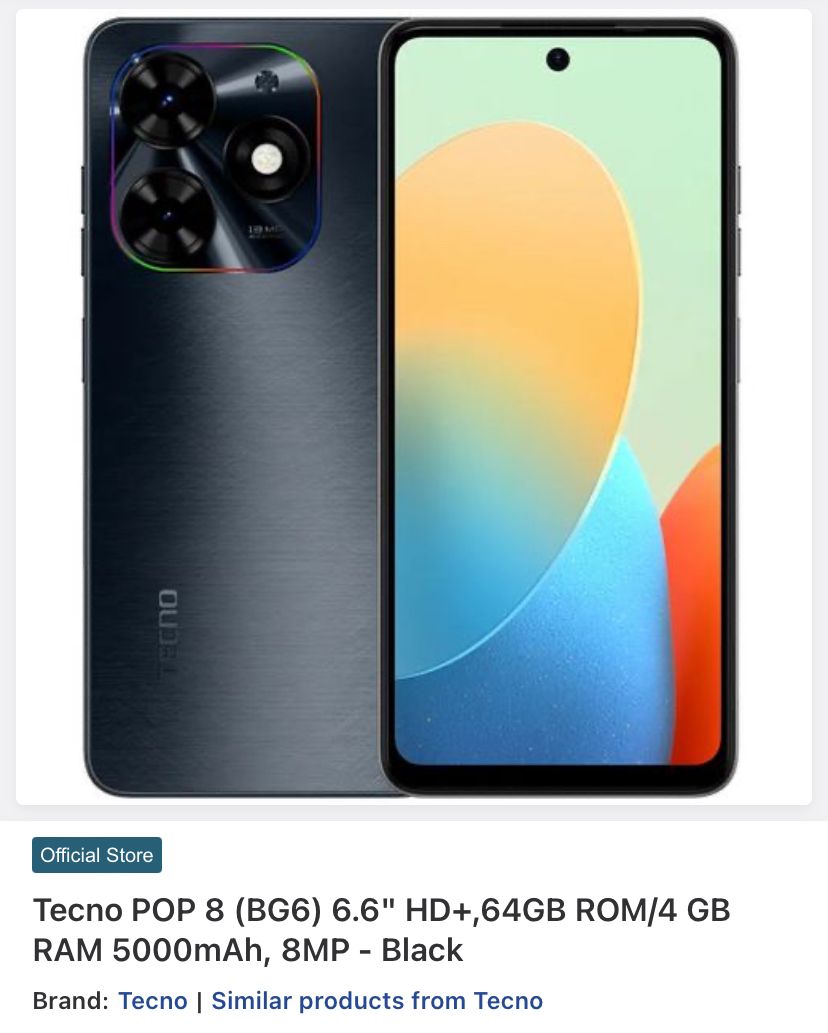 TECNO
Official Store
Tecno POP 8 (BG6) 6.6" HD+,64GB ROM/4 GB
RAM 5000mAh, 8MP - Black
Brand: Tecno | Similar products from Tecno